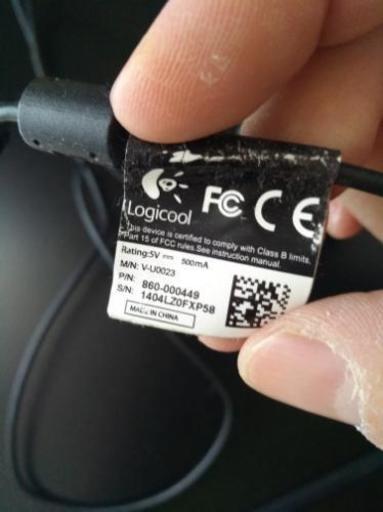 Logicool FC CE
This device is certified to comply with Class B limits.
Part 15 of FCC rules. See instruction manual.
Rating:5V ⎓ 500mA
M/N: V-U0023
P/N: 860-000449
S/N: 1404LZ0FXP58
MADE IN CHINA